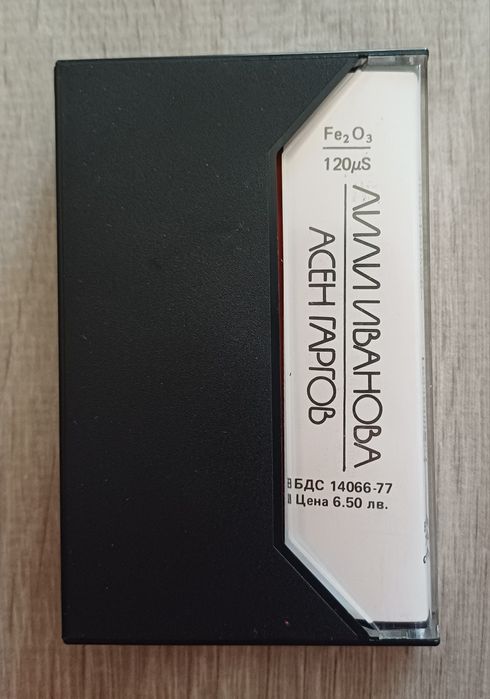 Fe₂O₃
120µS
ЛИЛИ ИВАНОВА
АСЕН ГАРГОВ
БДС 14066-77
Цена 6.50 лв.